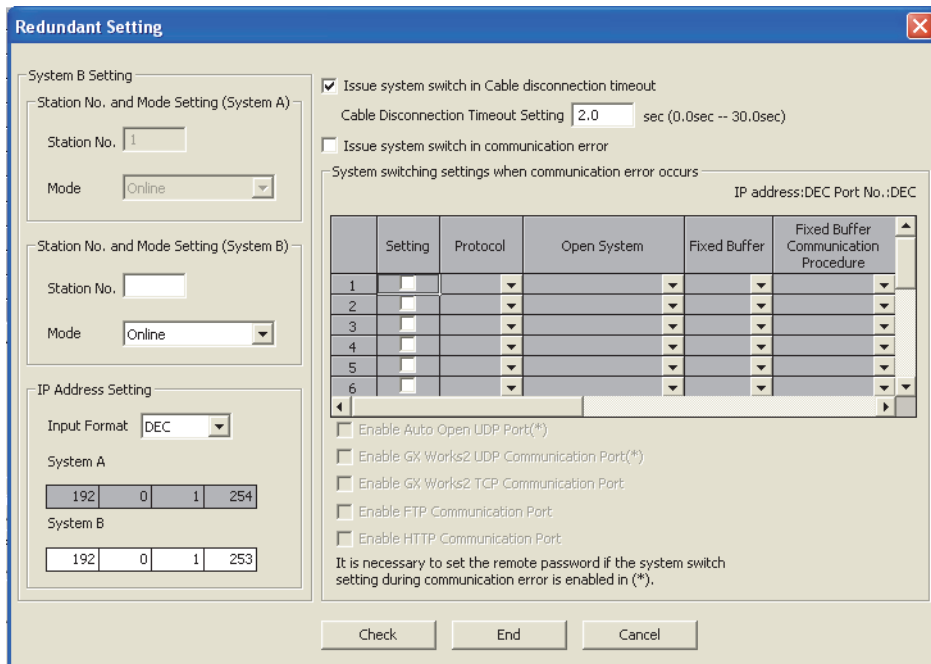 Redundant Setting
System B Setting
Station No. and Mode Setting (System A)
Station No. 1
Mode Online
Station No. and Mode Setting (System B)
Station No.
Mode Online
IP Address Setting
Input Format DEC
System A
192 0 1 254
System B
192 0 1 253
Issue system switch in Cable disconnection timeout
Cable Disconnection Timeout Setting 2.0 sec (0.0sec -- 30.0sec)
Issue system switch in communication error
System switching settings when communication error occurs
IP address:DEC Port No.:DEC
Setting Protocol Open System Fixed Buffer Fixed Buffer Communication Procedure
1
2
3
4
5
6
Enable Auto Open UDP Port(*)
Enable GX Works2 UDP Communication Port(*)
Enable GX Works2 TCP Communication Port
Enable FTP Communication Port
Enable HTTP Communication Port
It is necessary to set the remote password if the system switch
setting during communication error is enabled in (*).
Check End Cancel